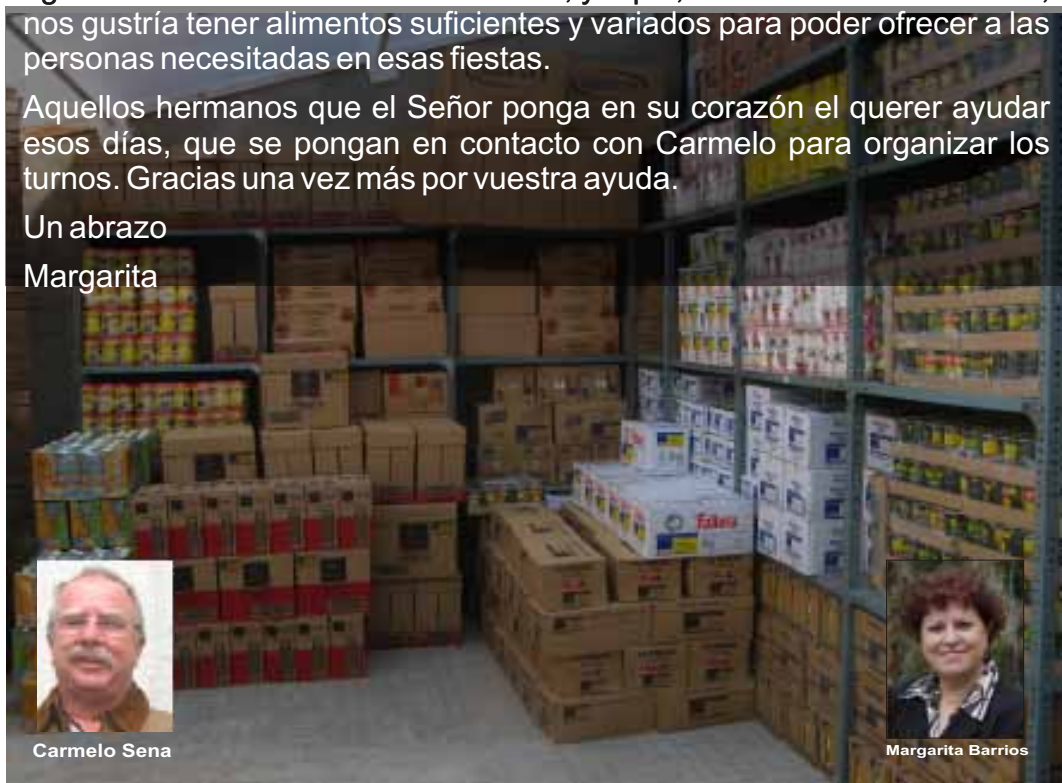 nos gustría tener alimentos suficientes y variados para poder ofrecer a las
personas necesitadas en esas fiestas.
Aquellos hermanos que el Señor ponga en su corazón el querer ayudar
esos días, que se pongan en contacto con Carmelo para organizar los
turnos. Gracias una vez más por vuestra ayuda.
Un abrazo
Margarita
Carmelo Sena
Margarita Barrios